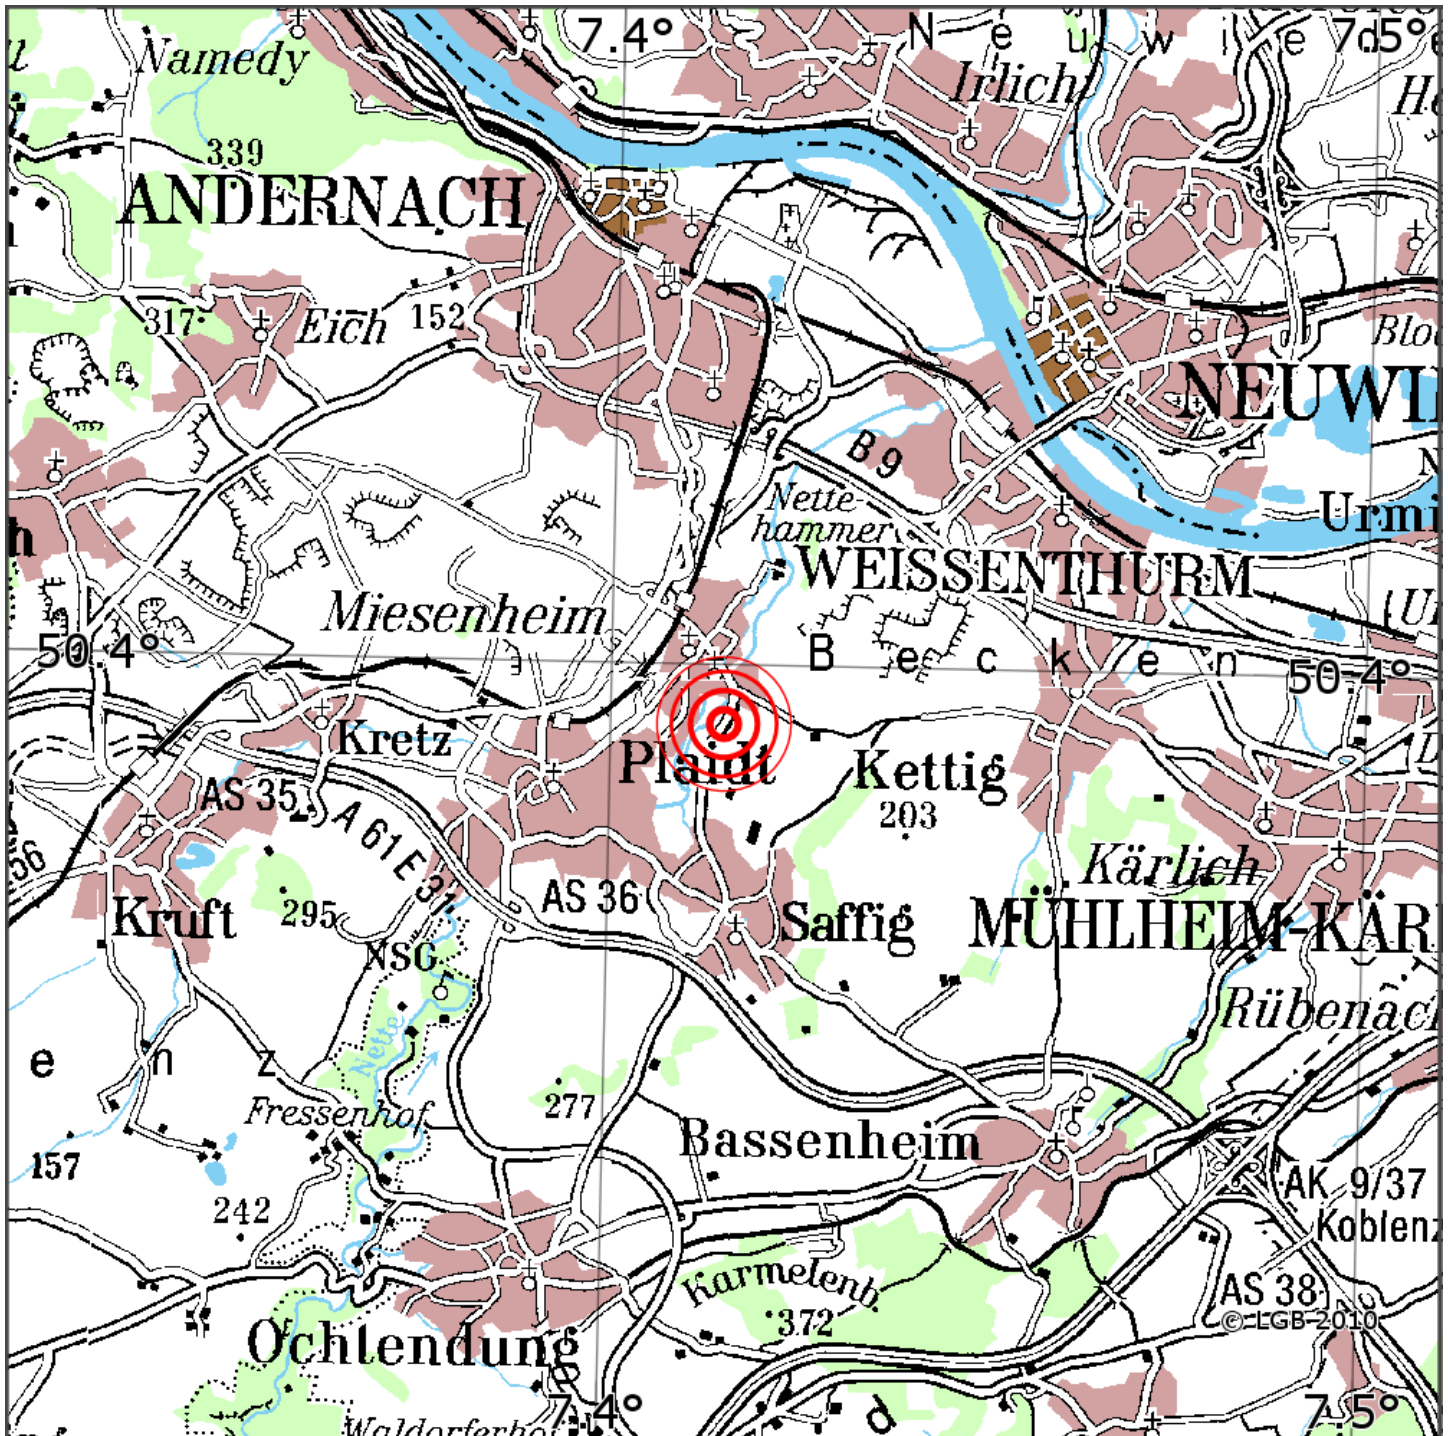 7.4°
N e u w i e d
7.5°
Namedy
Irlich
339
ANDERNACH
317
Eich
152
NEUWI
B 9
Nette-
hammer
Urmi
WEISSENTHURM
Miesenheim
50.4°
B e c k e n
50.4°
Kretz
Plaidt
Kettig
AS 35
A 61 E 31
203
56
Kärlich
AS 36
Kruft
295
Saffig
MÜHLHEIM-KÄR
NSG
Rübenach
Nette
e n z
Fressenhof
277
Bassenheim
157
AK 9/37
242
Koblenz
Karmelenb.
AS 38
372
© LGB 2010
Ochtendung
7.4°
7.5°
Waldorferhof
d